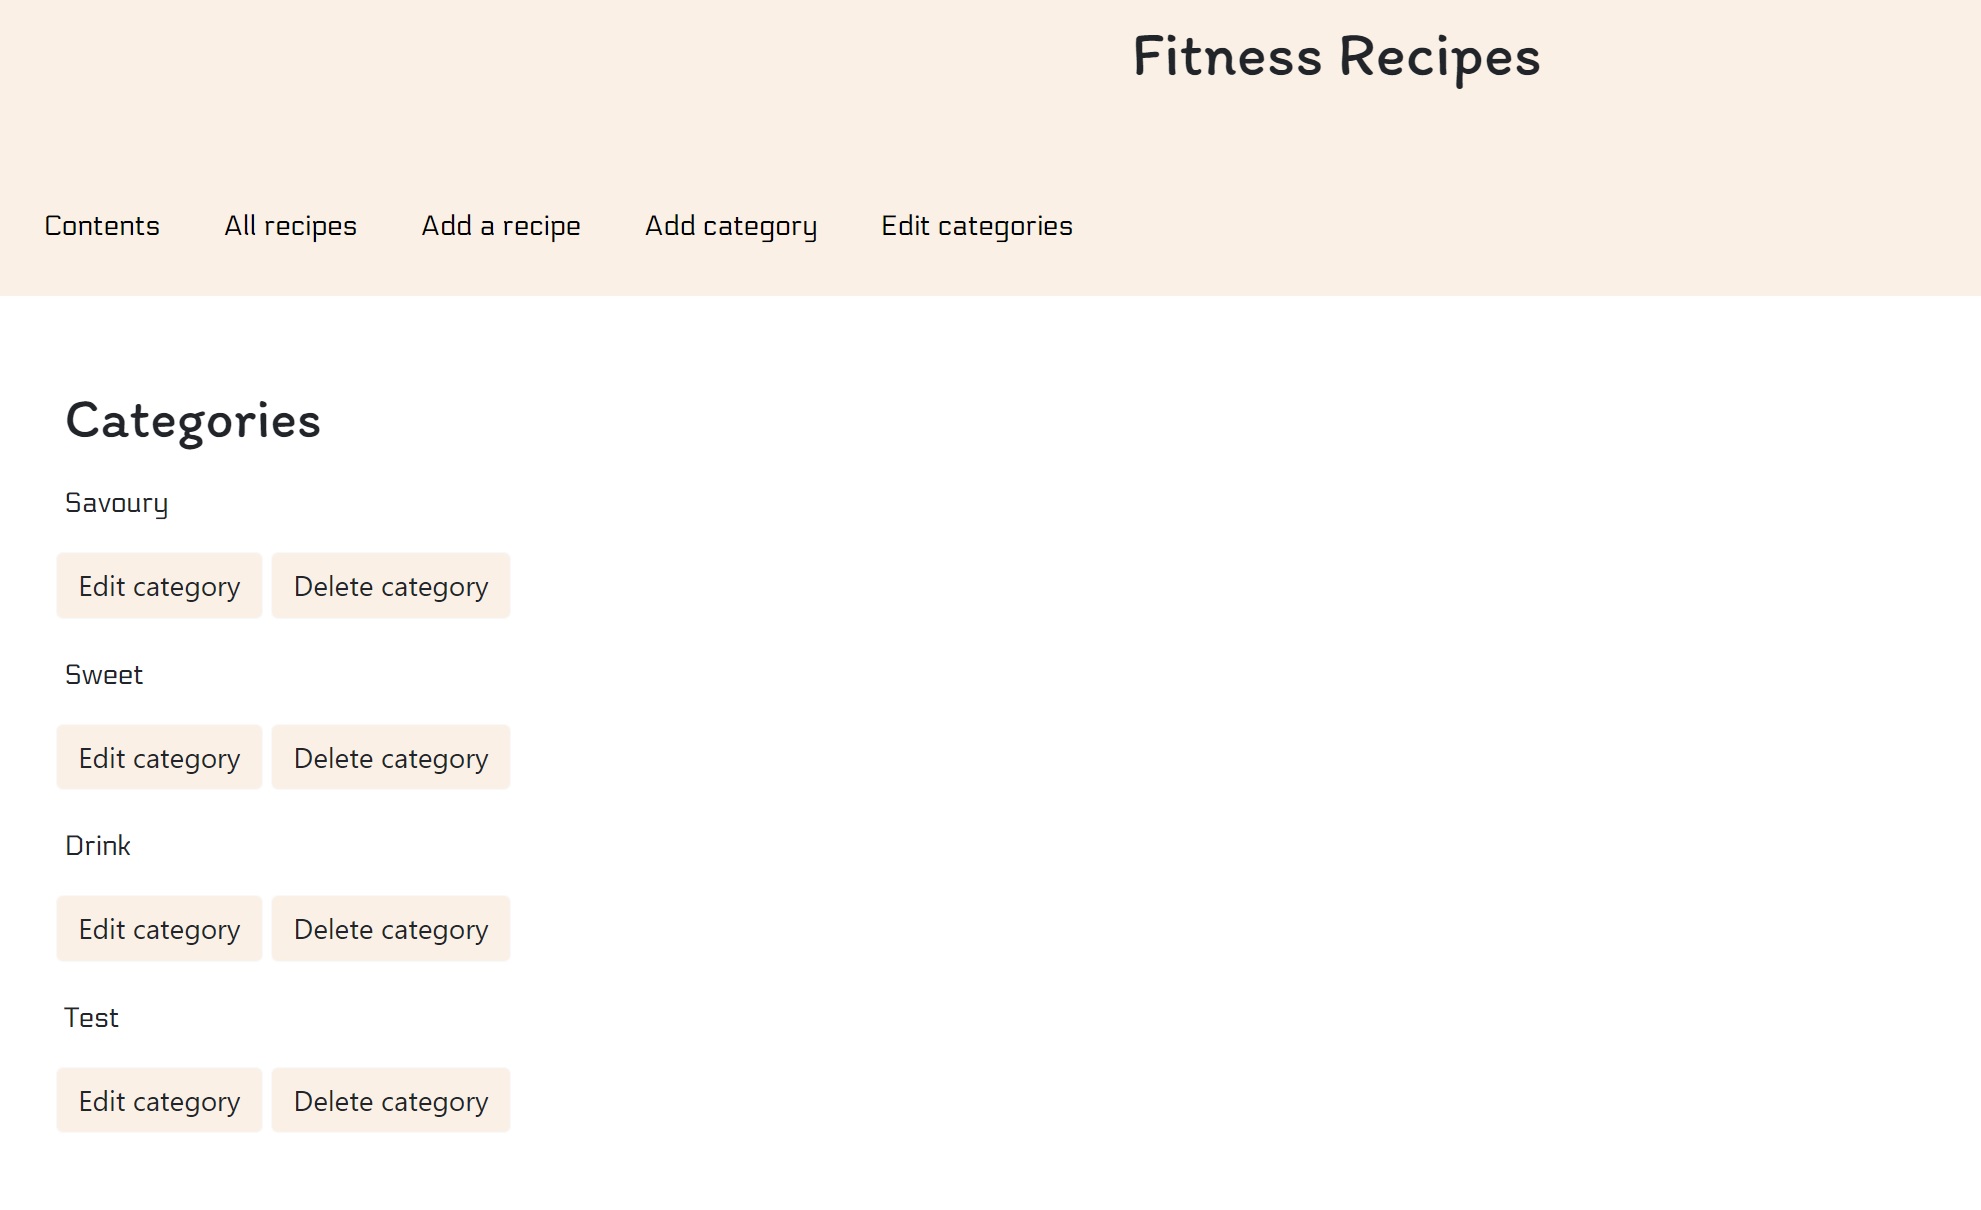 Fitness Recipes
Contents All recipes Add a recipe Add category Edit categories
Categories
Savoury
Edit category Delete category
Sweet
Edit category Delete category
Drink
Edit category Delete category
Test
Edit category Delete category